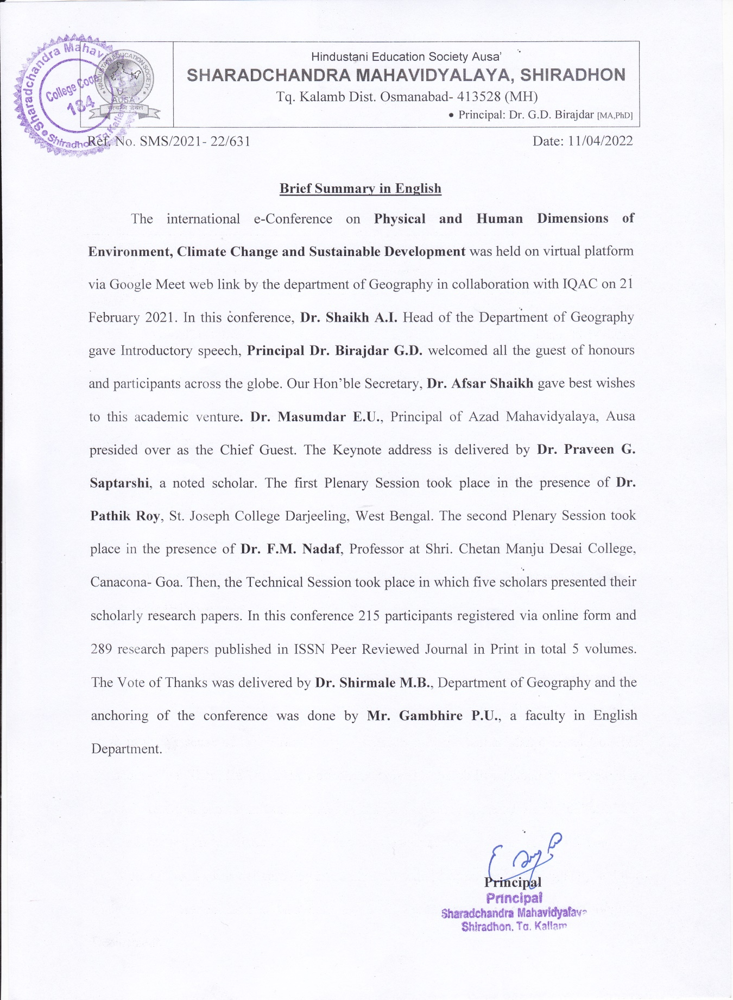 Sharadchandra Mahav
College Code
184
Shiradhon, Tq. Kallam
HINDUSTANI EDUCATION SOCIETY
AUSA
सत्यमेव जयते
Hindustani Education Society Ausa’
SHARADCHANDRA MAHAVIDYALAYA, SHIRADHON
Tq. Kalamb Dist. Osmanabad- 413528 (MH)
• Principal: Dr. G.D. Birajdar [MA,PhD]
Ref. No. SMS/2021- 22/631 Date: 11/04/2022
Brief Summary in English
The international e-Conference on Physical and Human Dimensions of
Environment, Climate Change and Sustainable Development was held on virtual platform
via Google Meet web link by the department of Geography in collaboration with IQAC on 21
February 2021. In this conference, Dr. Shaikh A.I. Head of the Department of Geography
gave Introductory speech, Principal Dr. Birajdar G.D. welcomed all the guest of honours
and participants across the globe. Our Hon’ble Secretary, Dr. Afsar Shaikh gave best wishes
to this academic venture. Dr. Masumdar E.U., Principal of Azad Mahavidyalaya, Ausa
presided over as the Chief Guest. The Keynote address is delivered by Dr. Praveen G.
Saptarshi, a noted scholar. The first Plenary Session took place in the presence of Dr.
Pathik Roy, St. Joseph College Darjeeling, West Bengal. The second Plenary Session took
place in the presence of Dr. F.M. Nadaf, Professor at Shri. Chetan Manju Desai College,
Canacona- Goa. Then, the Technical Session took place in which five scholars presented their
scholarly research papers. In this conference 215 participants registered via online form and
289 research papers published in ISSN Peer Reviewed Journal in Print in total 5 volumes.
The Vote of Thanks was delivered by Dr. Shirmale M.B., Department of Geography and the
anchoring of the conference was done by Mr. Gambhire P.U., a faculty in English
Department.
Principal
Principal
Sharadchandra Mahavidyalaya
Shiradhon. Tq. Kallam